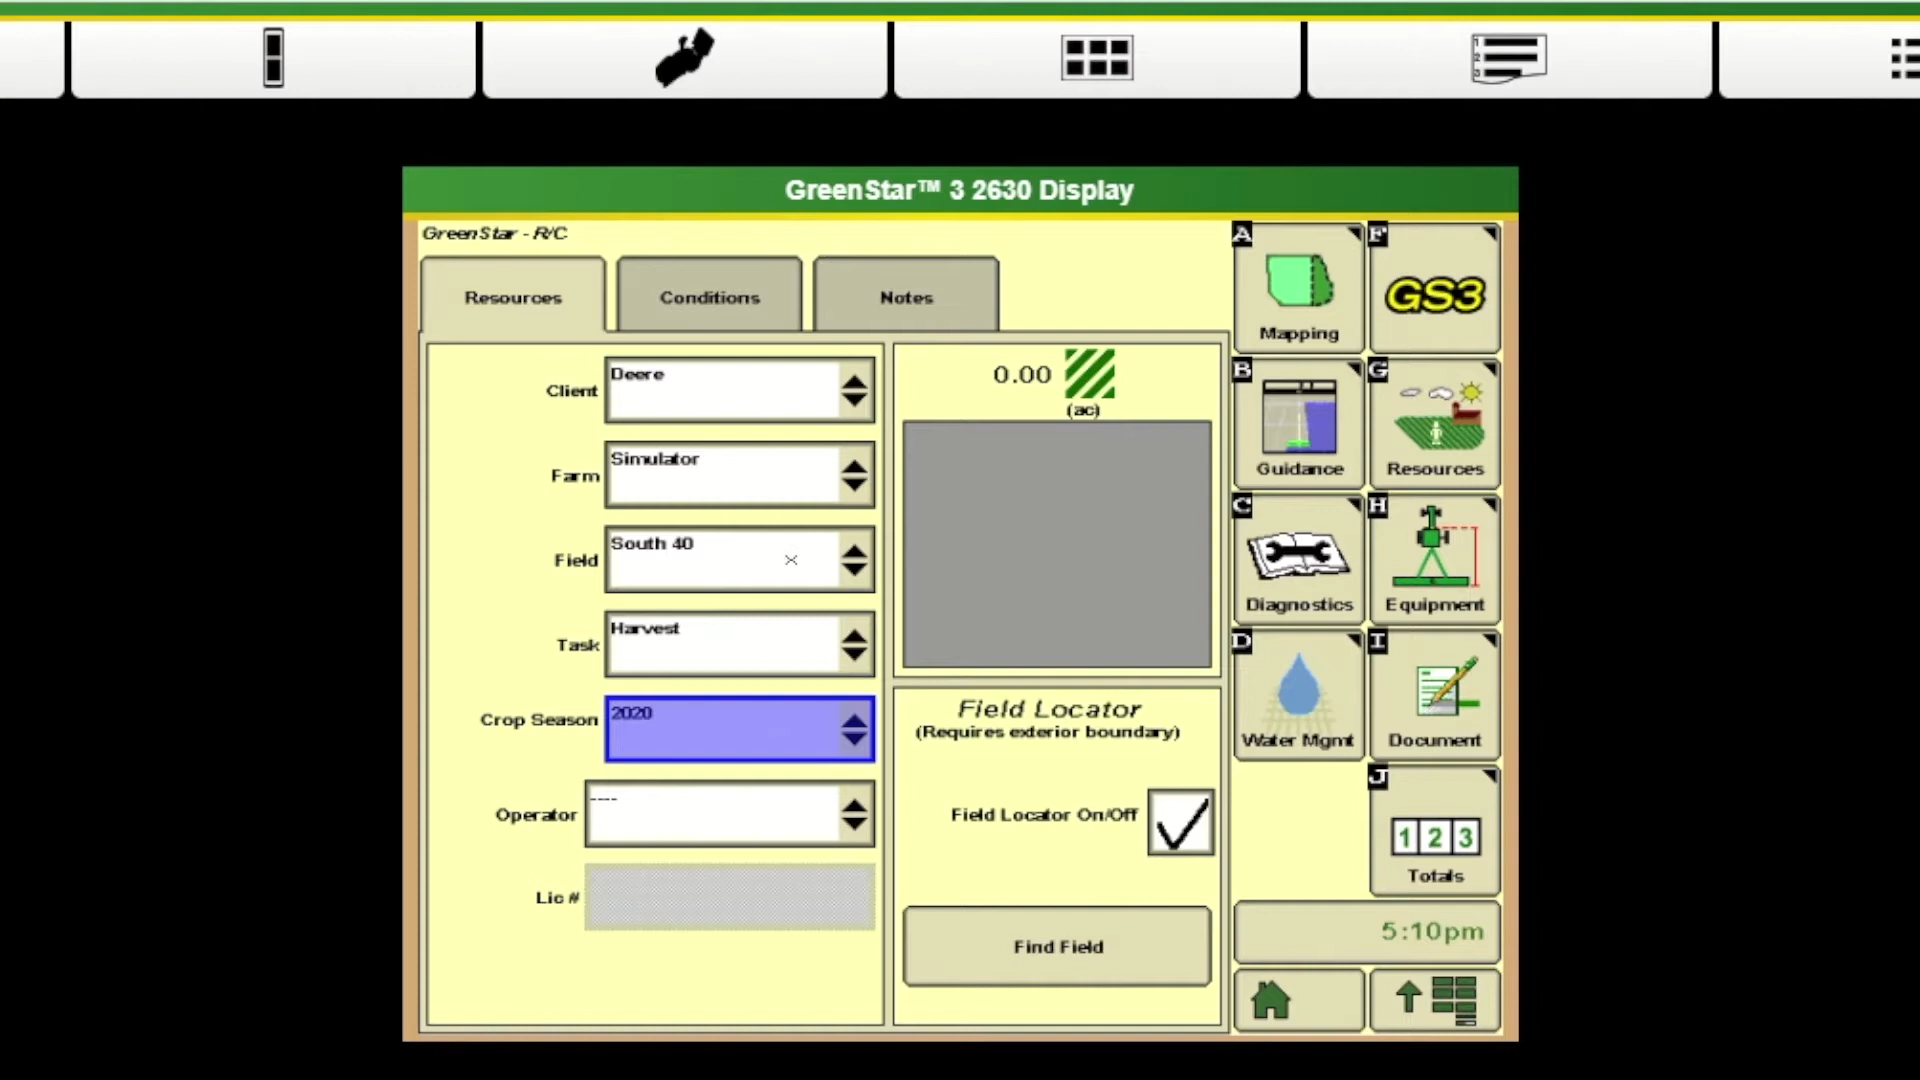 GreenStar™ 3 2630 Display
GreenStar - R/C
Resources
Conditions
Notes
Client
Deere
Farm
Simulator
Field
South 40
Task
Harvest
Crop Season
2020
Operator
----
Lic #
0.00
(ac)
Field Locator
(Requires exterior boundary)
Field Locator On/Off
Find Field
A
Mapping
F
GS3
B
Guidance
G
Resources
C
Diagnostics
H
Equipment
D
Water Mgmt
I
Document
J
1 2 3
Totals
5:10pm